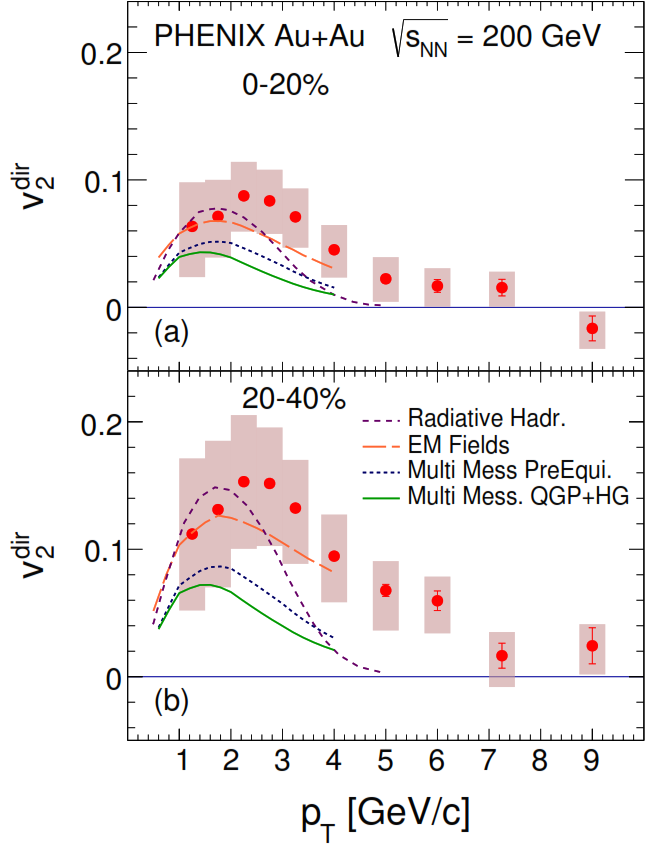 PHENIX Au+Au √sNN = 200 GeV
0-20%
0.2
0.1
0
v2dir
(a)
20-40%
Radiative Hadr.
EM Fields
Multi Mess PreEqui.
Multi Mess. QGP+HG
0.2
0.1
0
v2dir
(b)
1 2 3 4 5 6 7 8 9
pT [GeV/c]